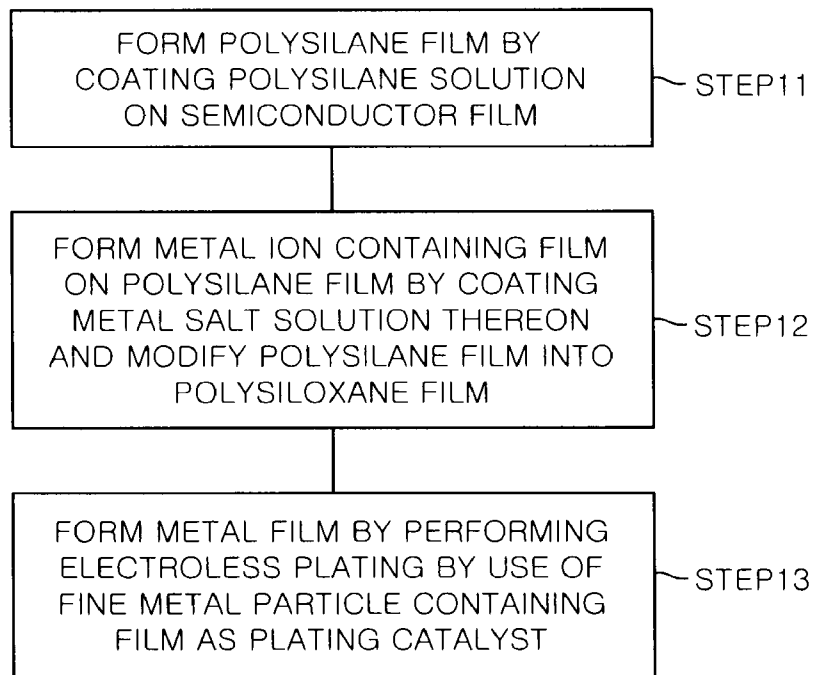 FORM POLYSILANE FILM BY
COATING POLYSILANE SOLUTION
ON SEMICONDUCTOR FILM
STEP11
FORM METAL ION CONTAINING FILM
ON POLYSILANE FILM BY COATING
METAL SALT SOLUTION THEREON
AND MODIFY POLYSILANE FILM INTO
POLYSILOXANE FILM
STEP12
FORM METAL FILM BY PERFORMING
ELECTROLESS PLATING BY USE OF
FINE METAL PARTICLE CONTAINING
FILM AS PLATING CATALYST
STEP13